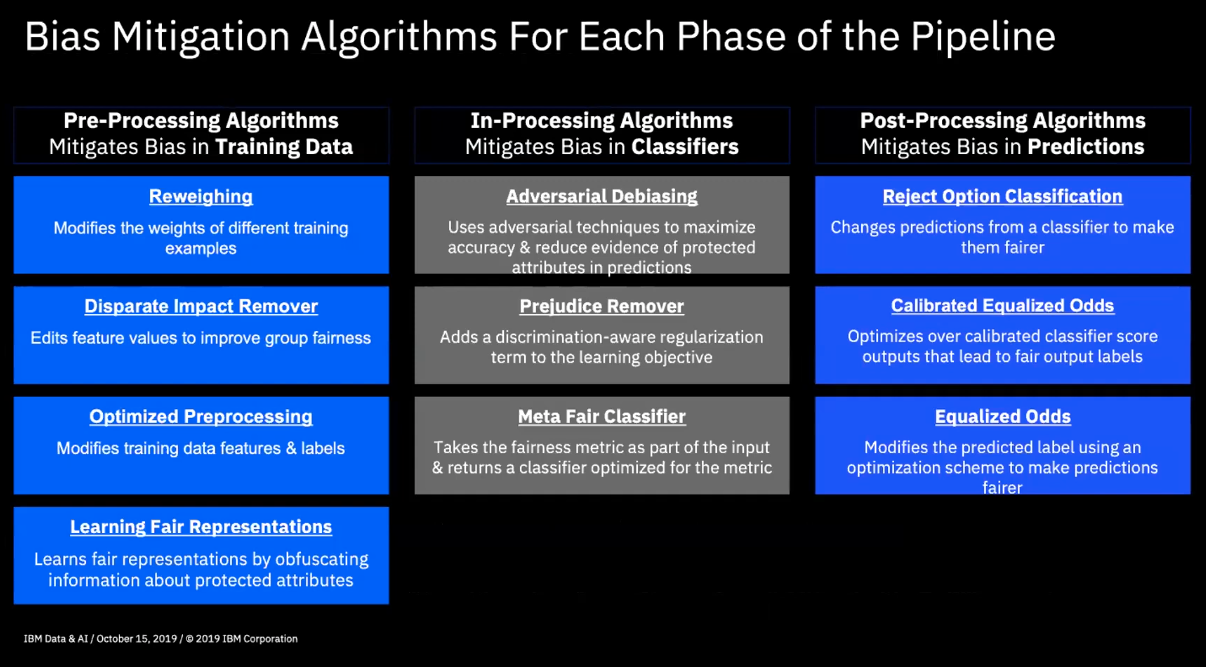 Bias Mitigation Algorithms For Each Phase of the Pipeline
Pre-Processing Algorithms
Mitigates Bias in Training Data
Reweighing
Modifies the weights of different training
examples
Disparate Impact Remover
Edits feature values to improve group fairness
Optimized Preprocessing
Modifies training data features & labels
Learning Fair Representations
Learns fair representations by obfuscating
information about protected attributes
In-Processing Algorithms
Mitigates Bias in Classifiers
Adversarial Debiasing
Uses adversarial techniques to maximize
accuracy & reduce evidence of protected
attributes in predictions
Prejudice Remover
Adds a discrimination-aware regularization
term to the learning objective
Meta Fair Classifier
Takes the fairness metric as part of the input
& returns a classifier optimized for the metric
Post-Processing Algorithms
Mitigates Bias in Predictions
Reject Option Classification
Changes predictions from a classifier to make
them fairer
Calibrated Equalized Odds
Optimizes over calibrated classifier score
outputs that lead to fair output labels
Equalized Odds
Modifies the predicted label using an
optimization scheme to make predictions
fairer
IBM Data & AI / October 15, 2019 / © 2019 IBM Corporation